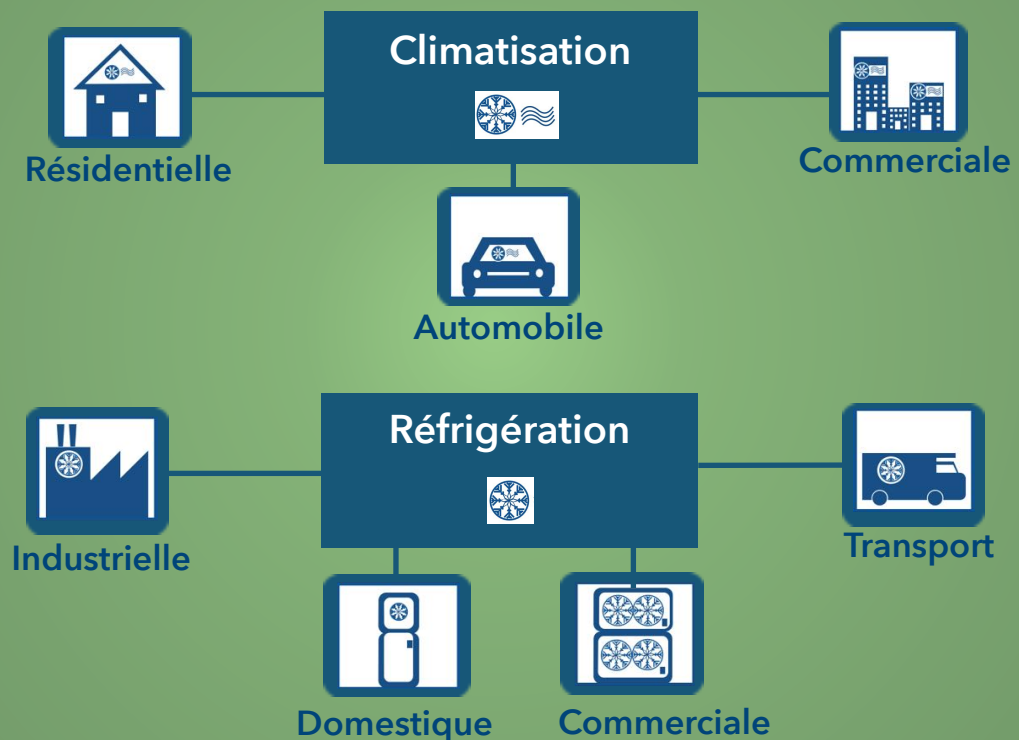 Climatisation
Résidentielle
Commerciale
Automobile
Réfrigération
Industrielle
Transport
Domestique
Commerciale